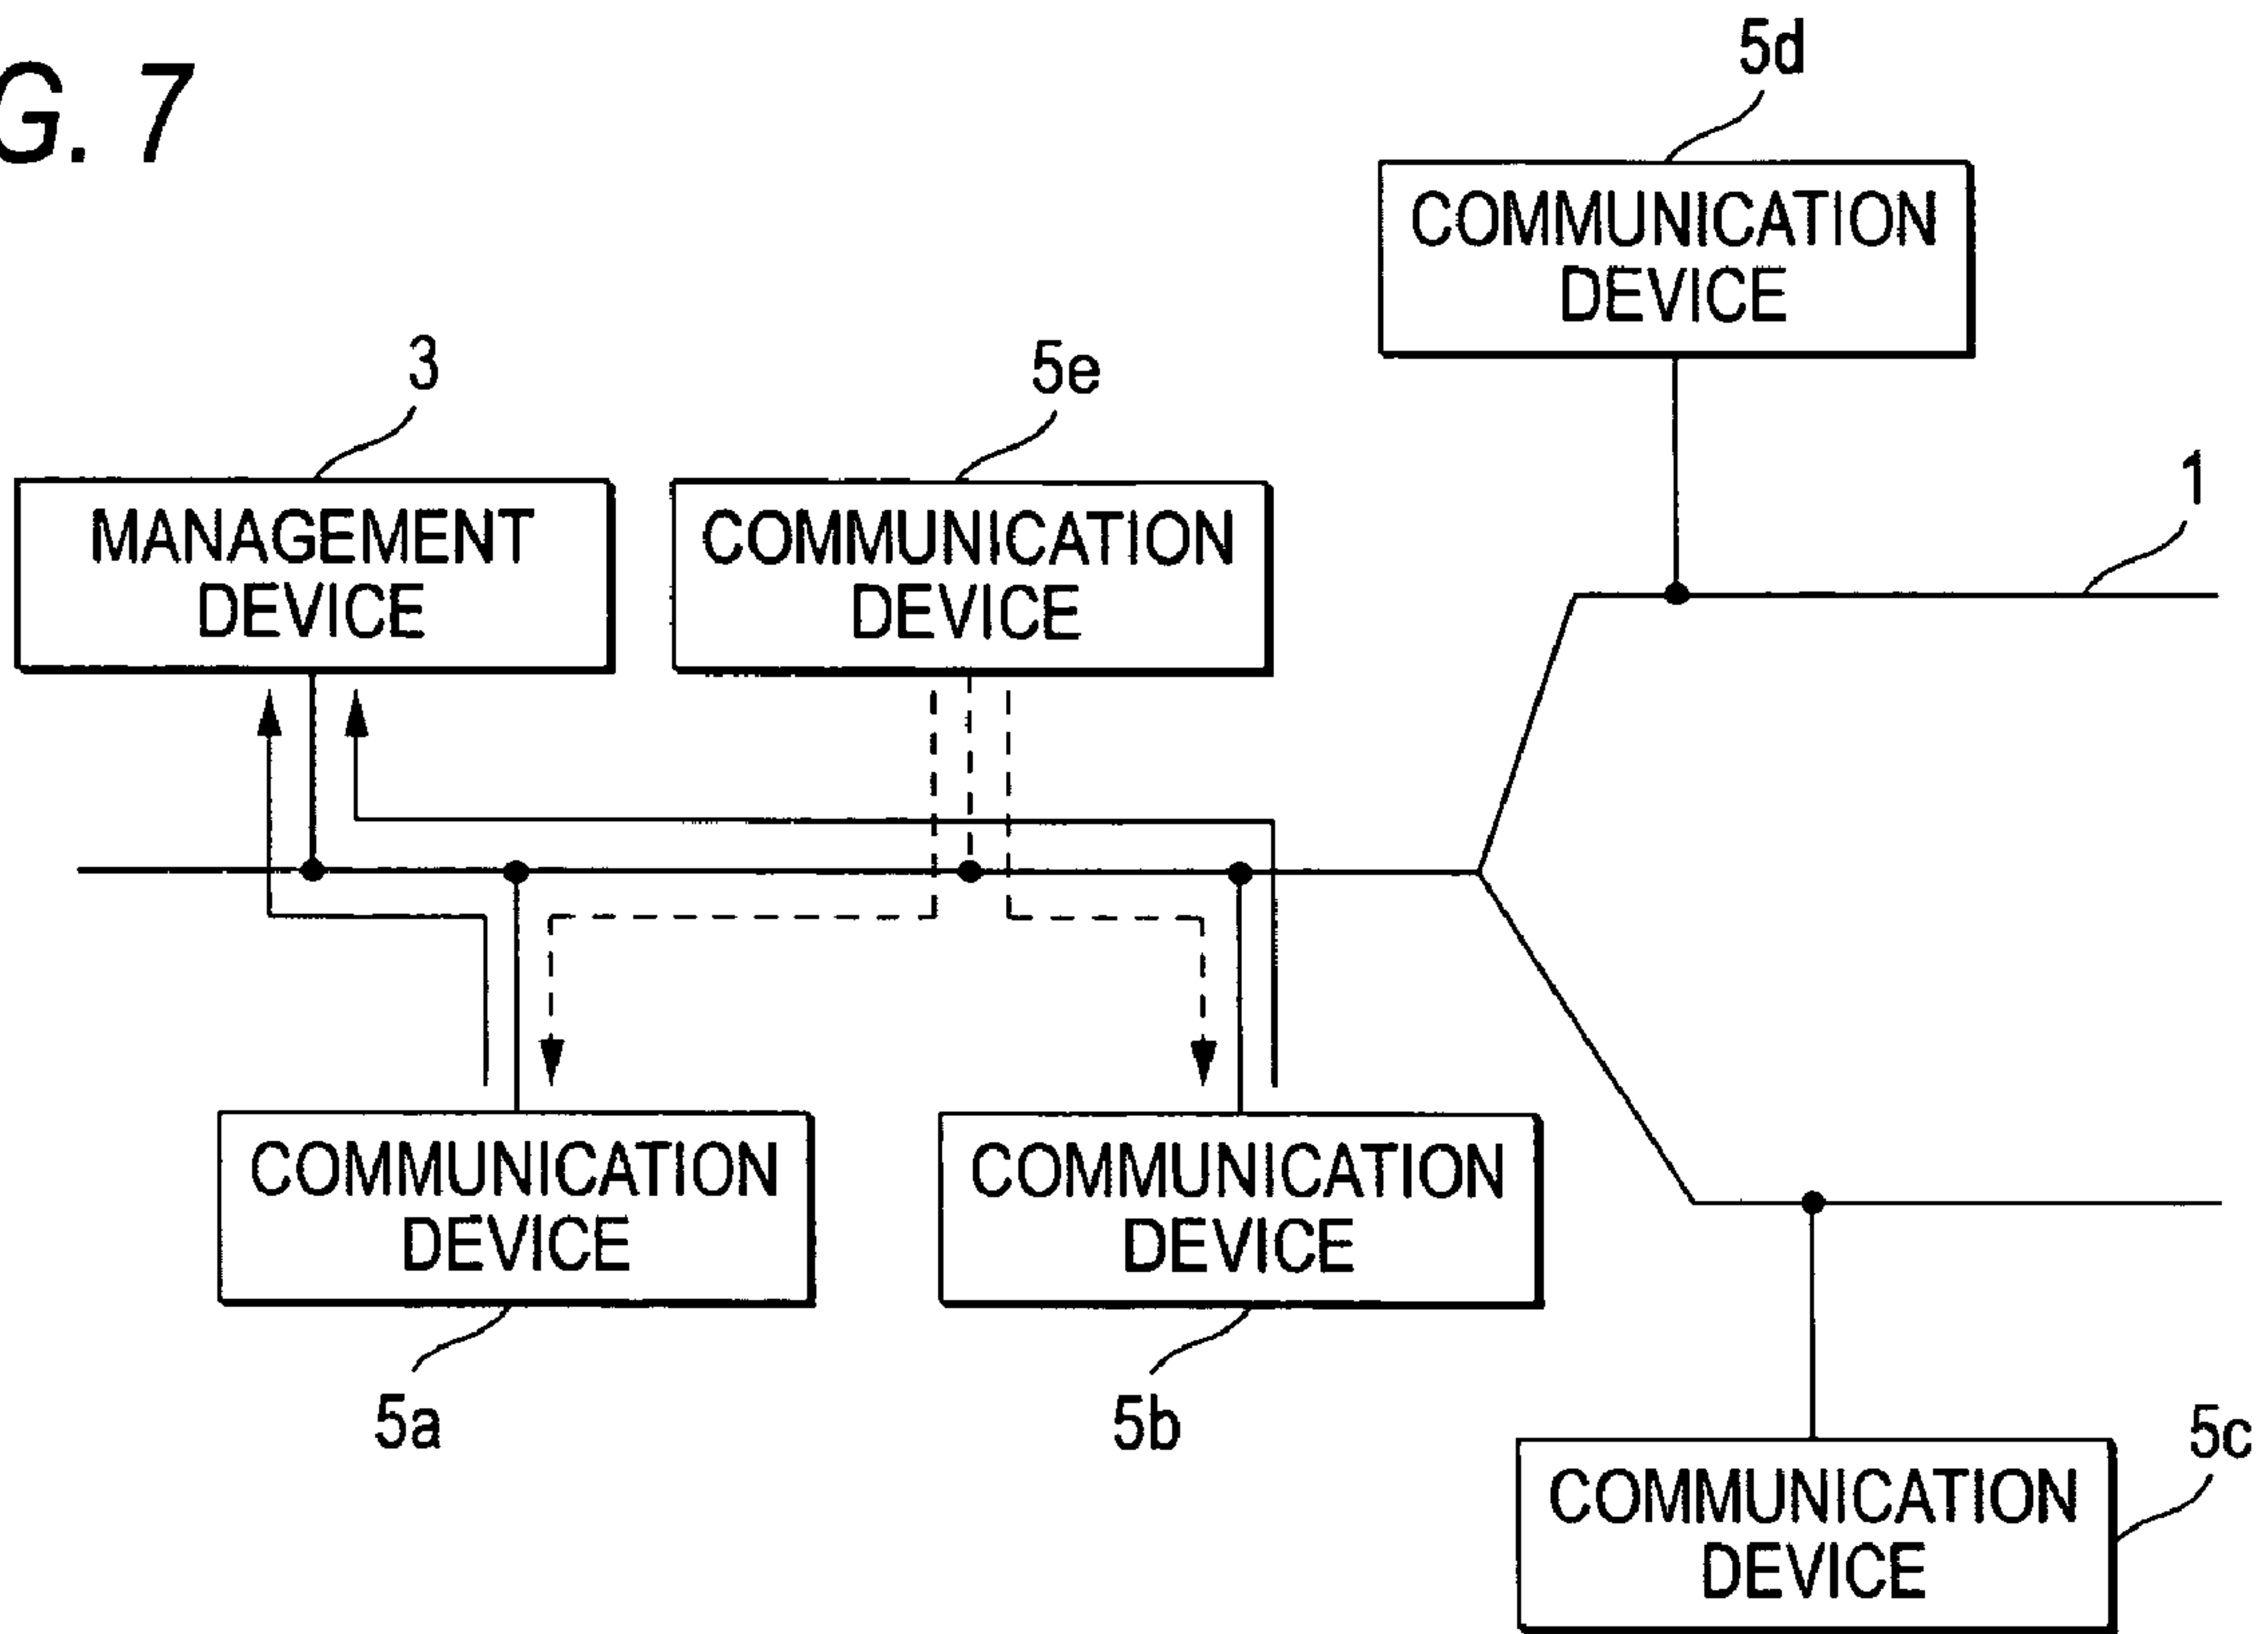 G. 7
5d
COMMUNICATION
DEVICE
3
5e
1
MANAGEMENT
DEVICE
COMMUNICATION
DEVICE
COMMUNICATION
DEVICE
COMMUNICATION
DEVICE
5a
5b
5c
COMMUNICATION
DEVICE